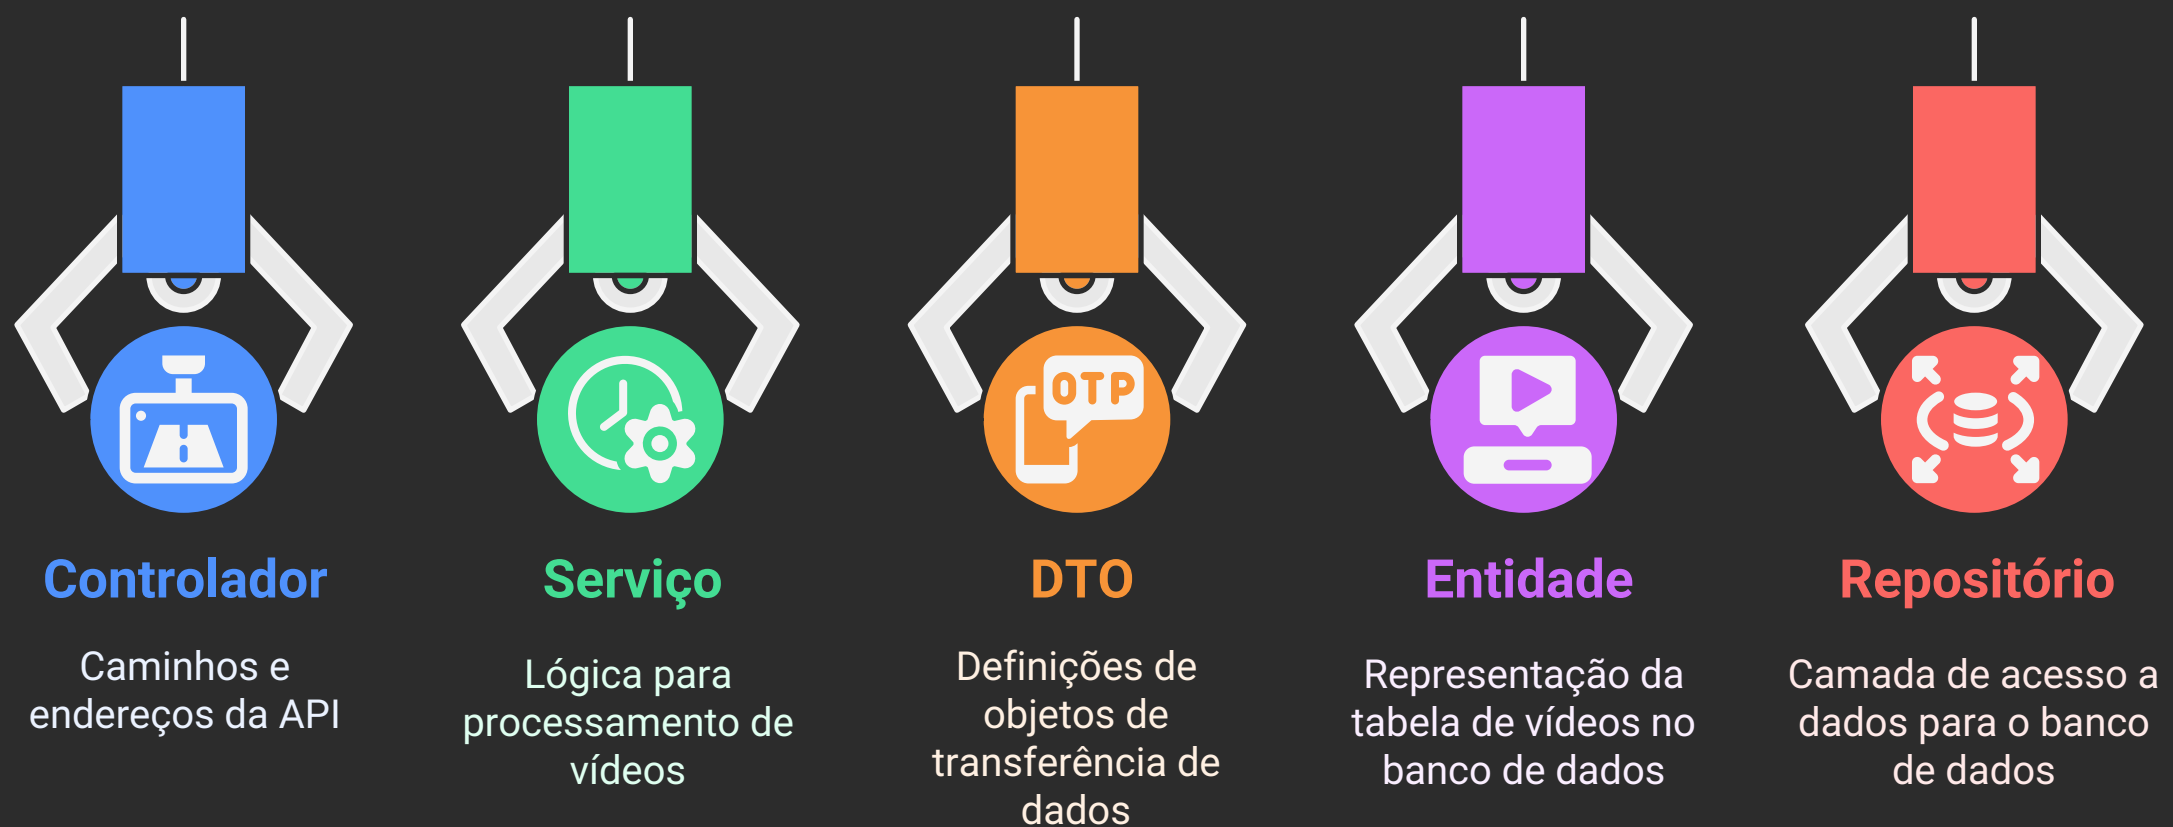 OTP
Controlador
Caminhos e
endereços da API
Serviço
Lógica para
processamento de
vídeos
DTO
Definições de
objetos de
transferência de
dados
Entidade
Representação da
tabela de vídeos no
banco de dados
Repositório
Camada de acesso a
dados para o banco
de dados